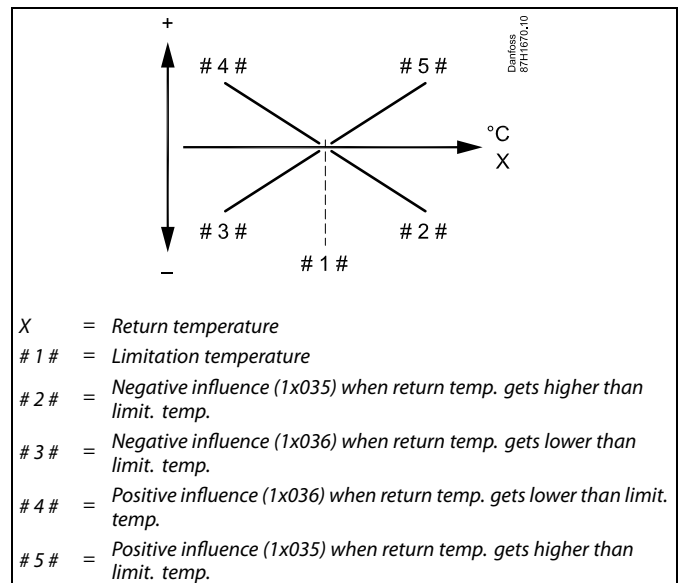 +
Danfoss
87H1670.10
# 4 #
# 5 #
°C
X
# 3 #
# 2 #
# 1 #
–
X = Return temperature
# 1 # = Limitation temperature
# 2 # = Negative influence (1x035) when return temp. gets higher than
limit. temp.
# 3 # = Negative influence (1x036) when return temp. gets lower than
limit. temp.
# 4 # = Positive influence (1x036) when return temp. gets lower than limit.
temp.
# 5 # = Positive influence (1x035) when return temp. gets higher than
limit. temp.